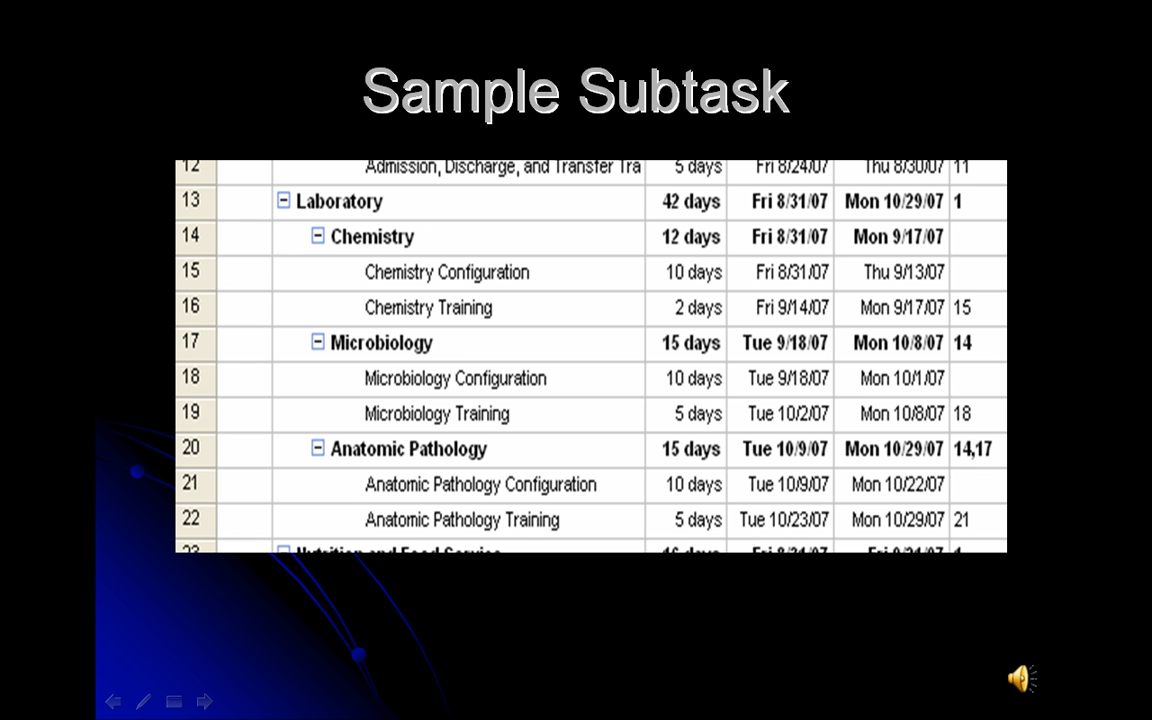 Sample Subtask
12 Admission, Discharge, and Transfer Tra 5 days Fri 8/24/07 Thu 8/30/07 11
13 Laboratory 42 days Fri 8/31/07 Mon 10/29/07 1
14 Chemistry 12 days Fri 8/31/07 Mon 9/17/07
15 Chemistry Configuration 10 days Fri 8/31/07 Thu 9/13/07
16 Chemistry Training 2 days Fri 9/14/07 Mon 9/17/07 15
17 Microbiology 15 days Tue 9/18/07 Mon 10/8/07 14
18 Microbiology Configuration 10 days Tue 9/18/07 Mon 10/1/07
19 Microbiology Training 5 days Tue 10/2/07 Mon 10/8/07 18
20 Anatomic Pathology 15 days Tue 10/9/07 Mon 10/29/07 14,17
21 Anatomic Pathology Configuration 10 days Tue 10/9/07 Mon 10/22/07
22 Anatomic Pathology Training 5 days Tue 10/23/07 Mon 10/29/07 21
23 Nutrition and Food Service